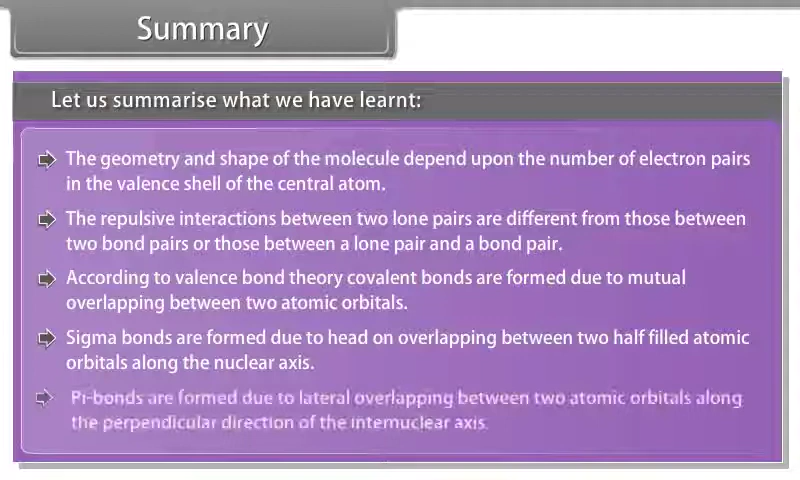 Summary
Let us summarise what we have learnt:
The geometry and shape of the molecule depend upon the number of electron pairs
in the valence shell of the central atom.
The repulsive interactions between two lone pairs are different from those between
two bond pairs or those between a lone pair and a bond pair.
According to valence bond theory covalent bonds are formed due to mutual
overlapping between two atomic orbitals.
Sigma bonds are formed due to head on overlapping between two half filled atomic
orbitals along the nuclear axis.
Pi-bonds are formed due to lateral overlapping between two atomic orbitals along
the perpendicular direction of the internuclear axis.